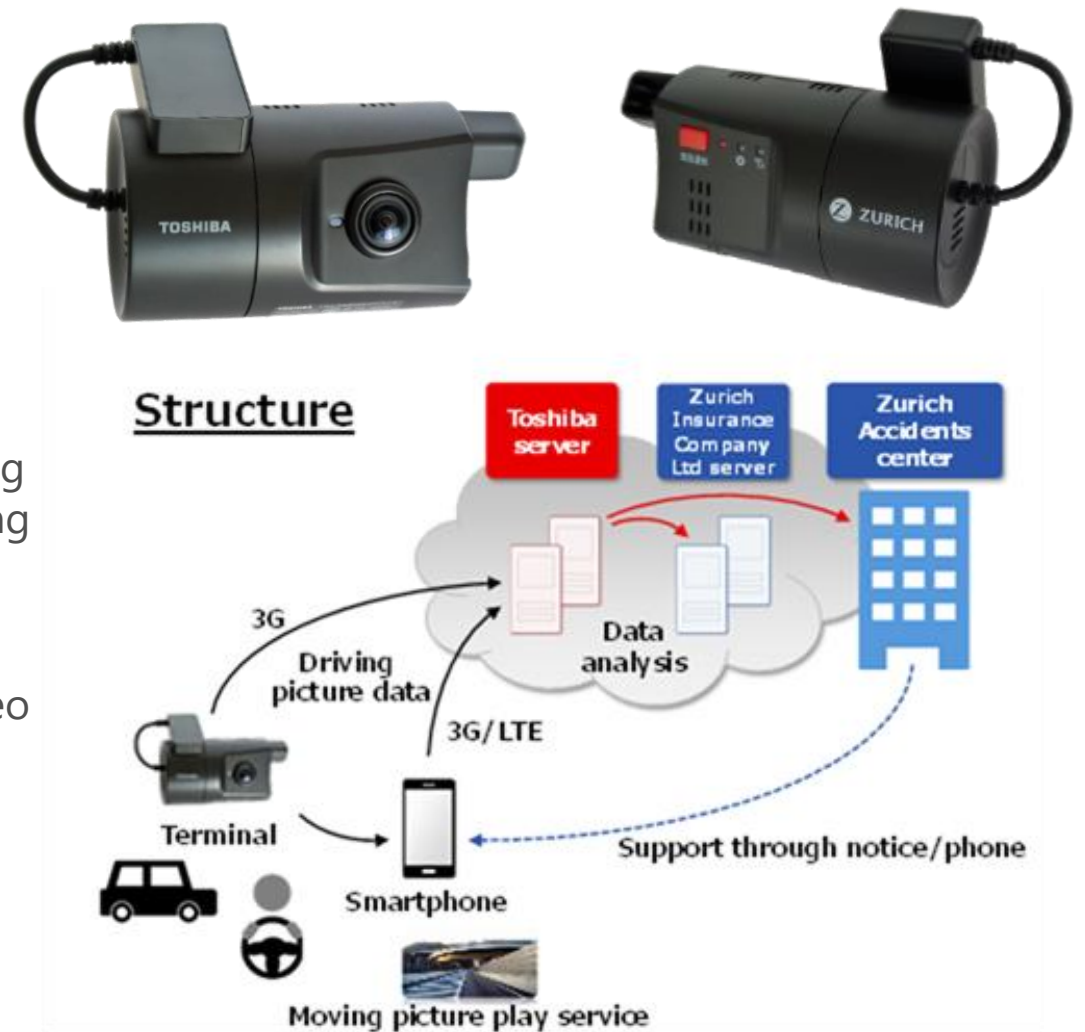 TOSHIBA
ZURICH
Structure
Toshiba
server
Zurich
Insurance
Company
Ltd server
Zurich
Accidents
center
g
ng
eo
3G
Driving
picture data
3G/LTE
Data
analysis
Terminal
Smartphone
Support through notice/phone
Moving picture play service